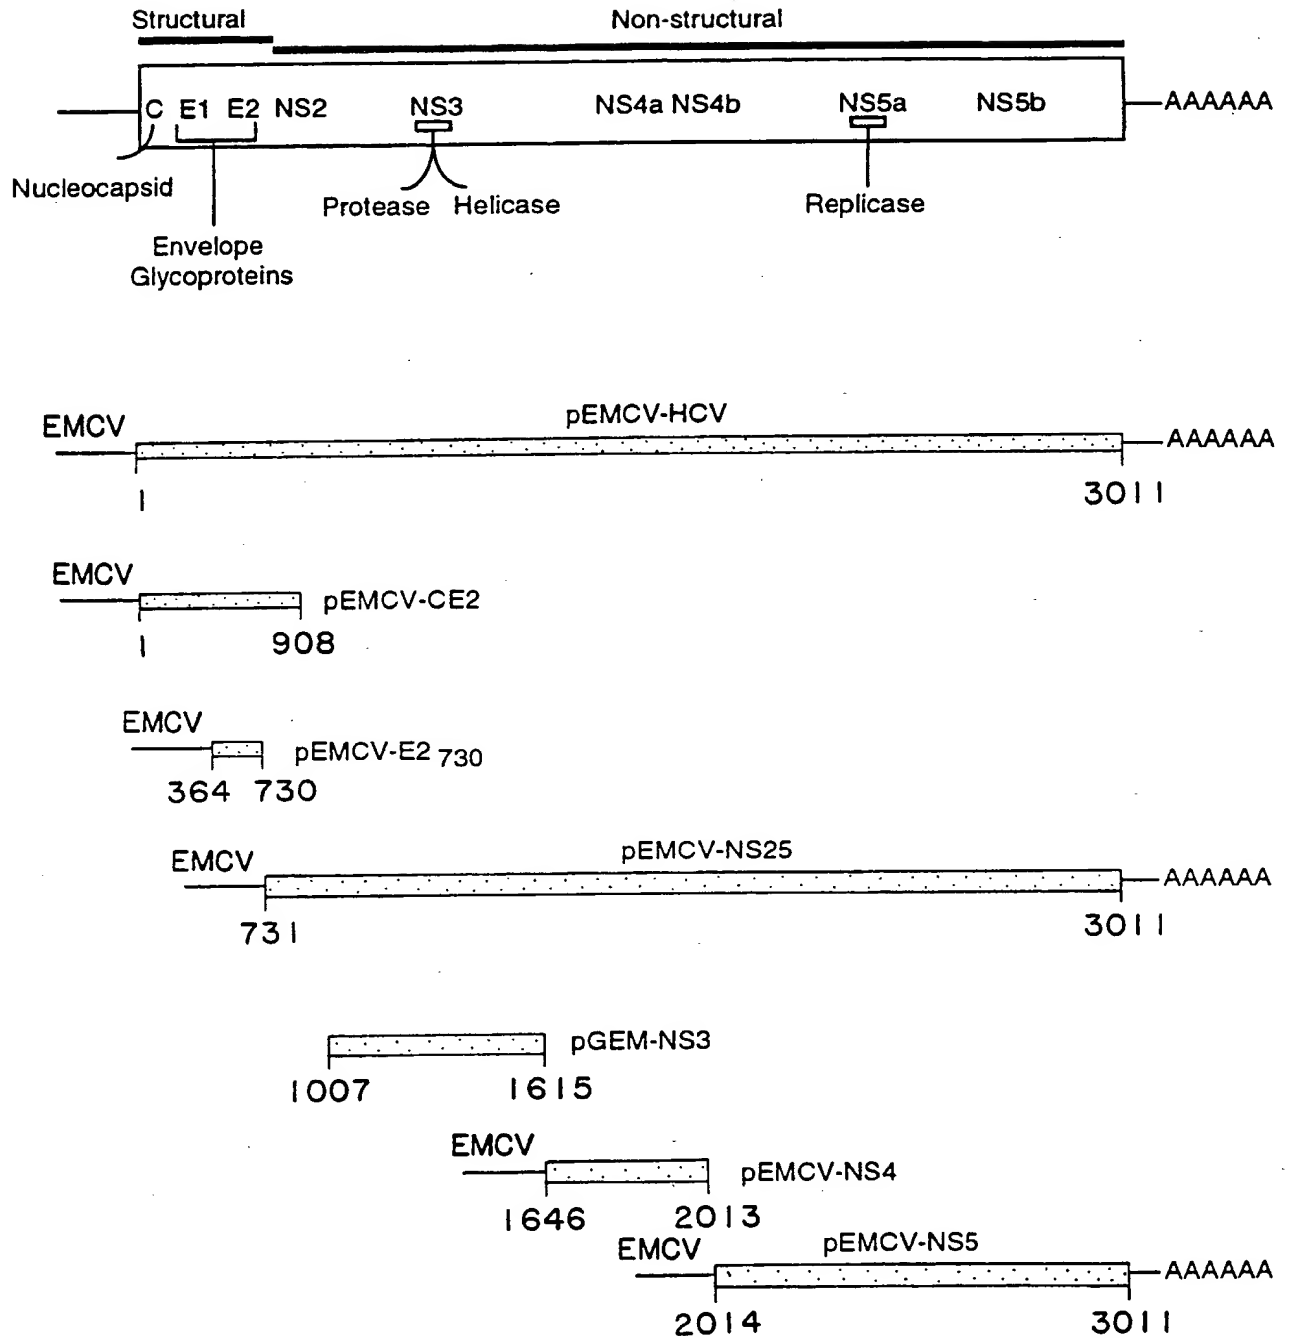 Structural Non-structural
C E1 E2 NS2 NS3 NS4a NS4b NS5a NS5b AAAAAA
Nucleocapsid
Protease Helicase Replicase
Envelope
Glycoproteins
EMCV pEMCV-HCV AAAAAA
1 3011
EMCV pEMCV-CE2
1 908
EMCV pEMCV-E2 730
364 730
EMCV pEMCV-NS25 AAAAAA
731 3011
pGEM-NS3
1007 1615
EMCV pEMCV-NS4
1646 2013
EMCV pEMCV-NS5 AAAAAA
2014 3011